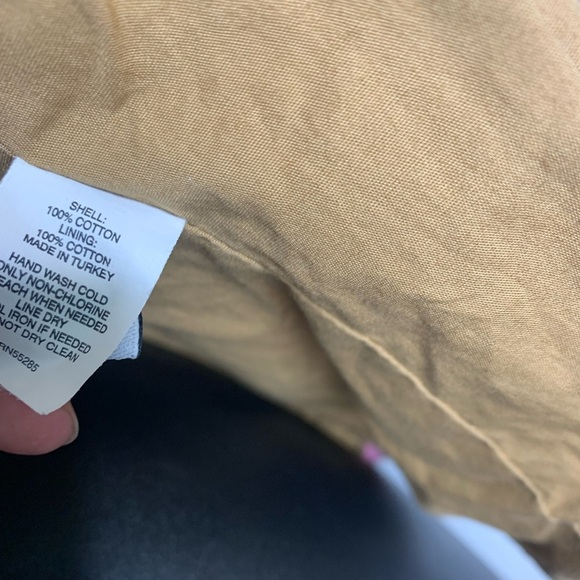 SHELL:
100% COTTON
LINING:
100% COTTON
MADE IN TURKEY
HAND WASH COLD
ONLY NON-CHLORINE
EACH WHEN NEEDED
LINE DRY
L IRON IF NEEDED
NOT DRY CLEAN
RN55285